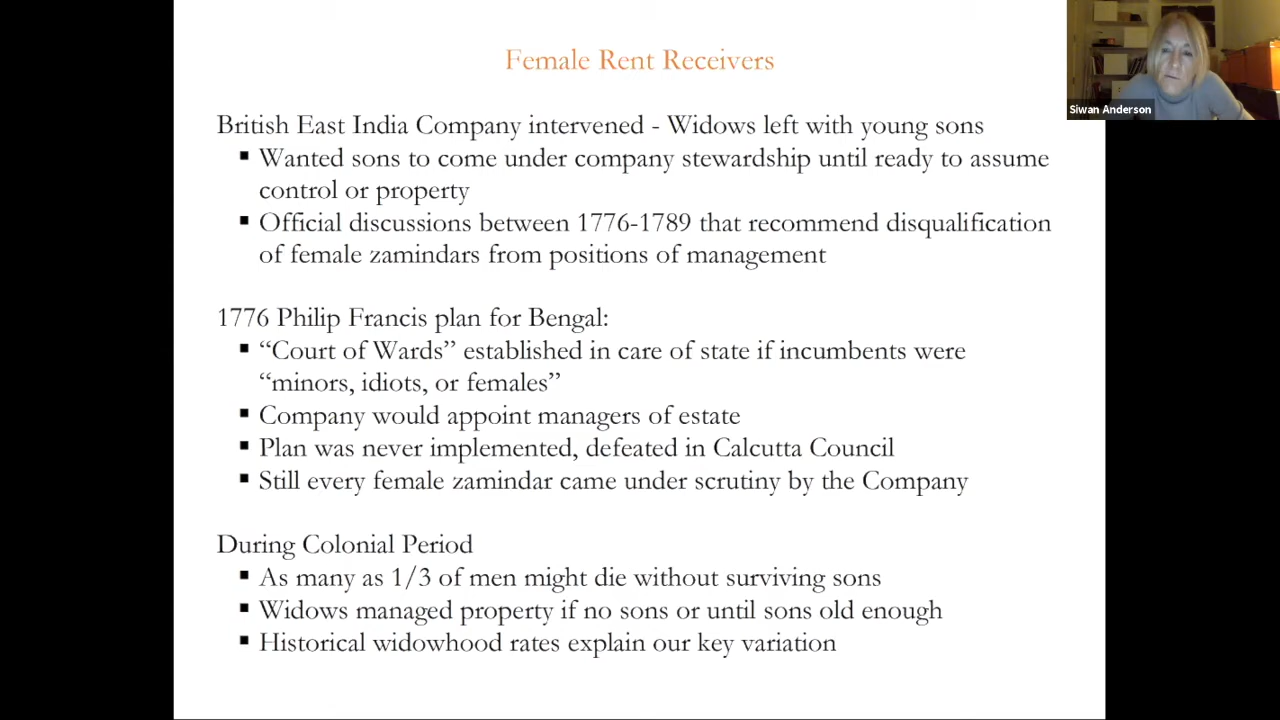 Female Rent Receivers
Siwan Anderson
British East India Company intervened - Widows left with young sons
▪ Wanted sons to come under company stewardship until ready to assume
control or property
▪ Official discussions between 1776-1789 that recommend disqualification
of female zamindars from positions of management
1776 Philip Francis plan for Bengal:
▪ “Court of Wards” established in care of state if incumbents were
“minors, idiots, or females”
▪ Company would appoint managers of estate
▪ Plan was never implemented, defeated in Calcutta Council
▪ Still every female zamindar came under scrutiny by the Company
During Colonial Period
▪ As many as 1/3 of men might die without surviving sons
▪ Widows managed property if no sons or until sons old enough
▪ Historical widowhood rates explain our key variation